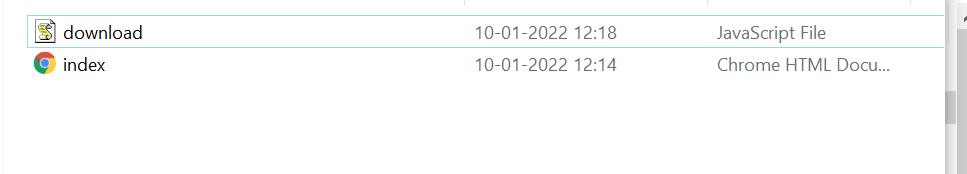 download 10-01-2022 12:18 JavaScript File
index 10-01-2022 12:14 Chrome HTML Docu...